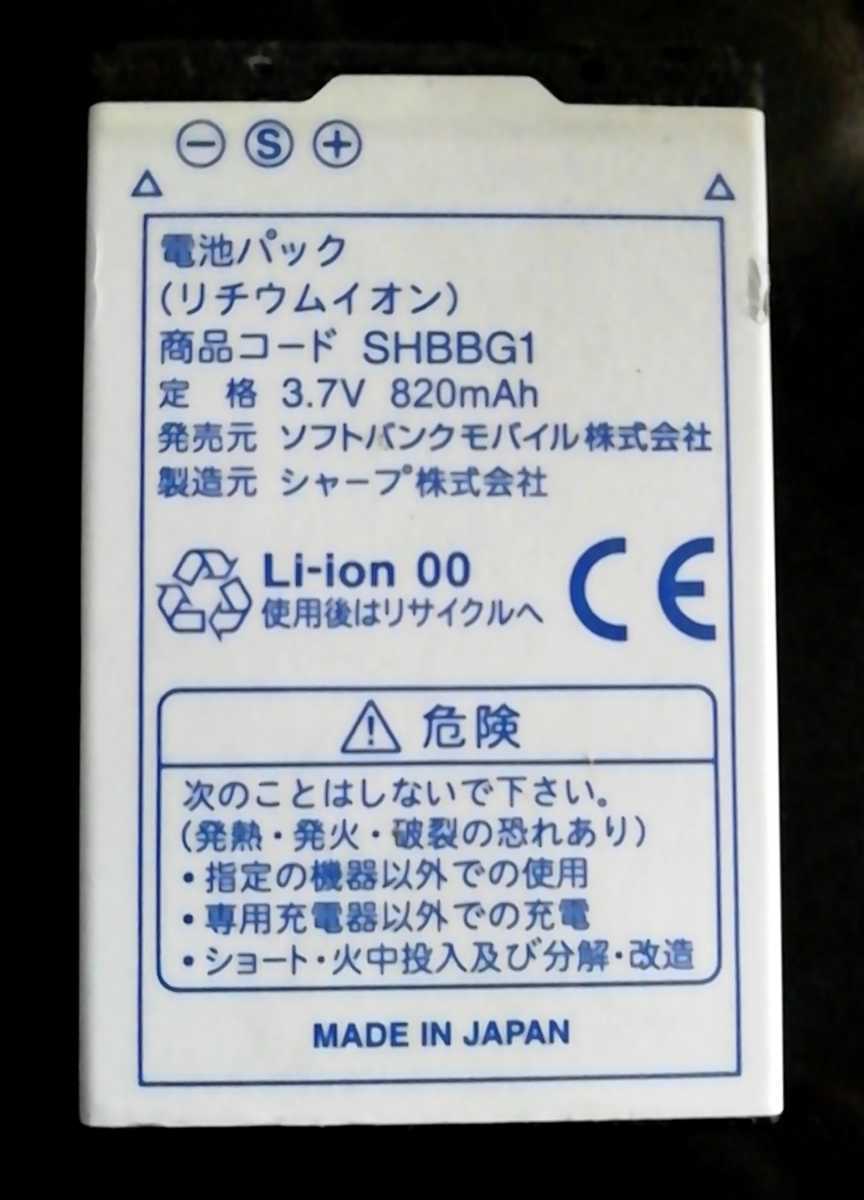 − S +
電池パック
(リチウムイオン)
商品コード SHBBG1
定 格 3.7V 820mAh
発売元 ソフトバンクモバイル株式会社
製造元 シャープ株式会社
Li-ion 00
使用後はリサイクルへ
CE
危険
次のことはしないで下さい。
(発熱・発火・破裂の恐れあり)
・指定の機器以外での使用
・専用充電器以外での充電
・ショート・火中投入及び分解・改造
MADE IN JAPAN